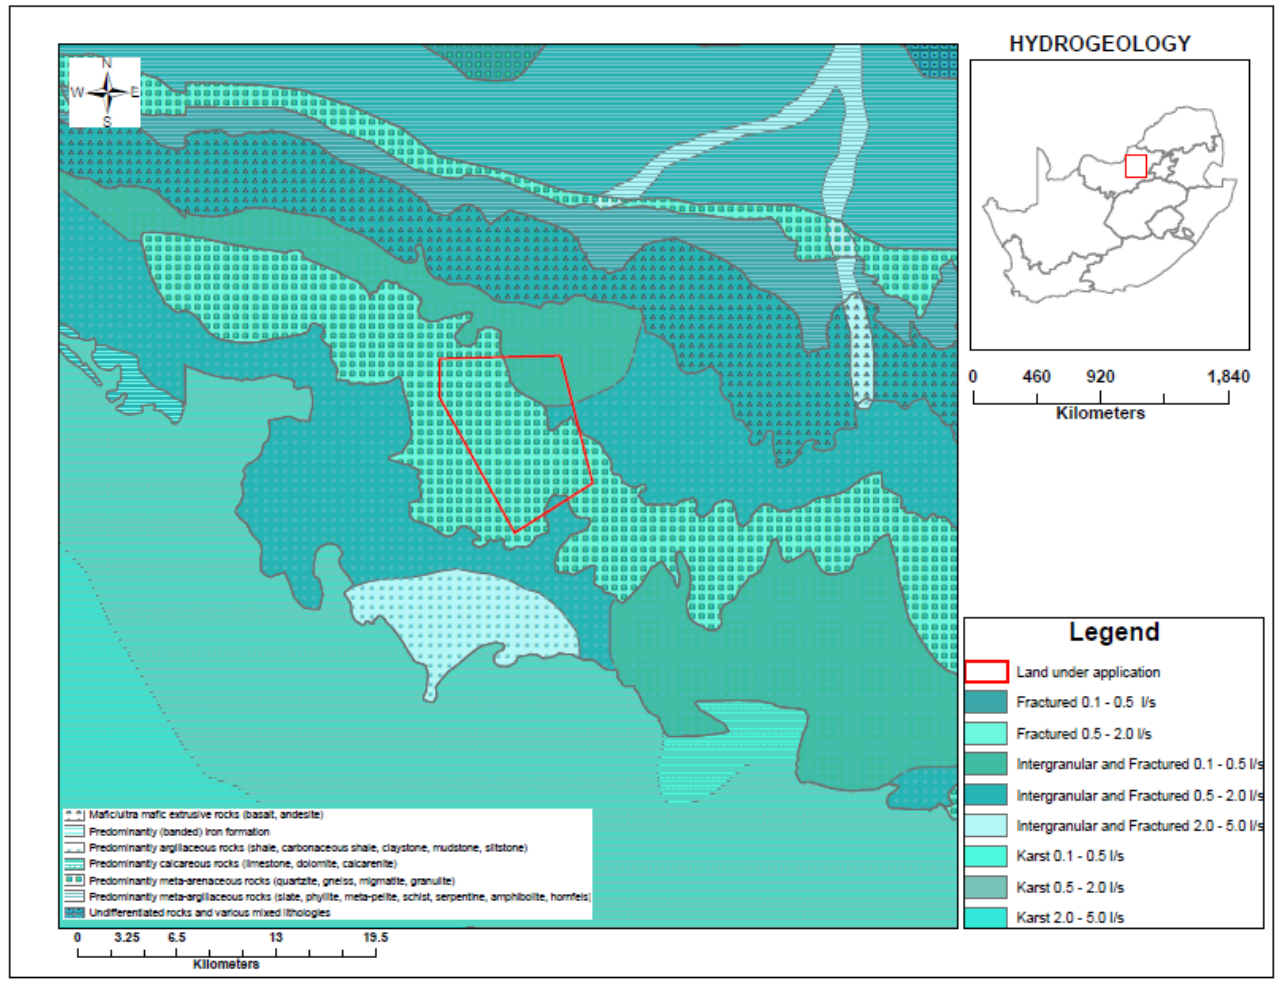 HYDROGEOLOGY
N
W E
S
0 460 920 1,840
Kilometers
Legend
Land under application
Fractured 0.1 - 0.5 l/s
Fractured 0.5 - 2.0 l/s
Intergranular and Fractured 0.1 - 0.5 l/s
Intergranular and Fractured 0.5 - 2.0 l/s
Intergranular and Fractured 2.0 - 5.0 l/s
Karst 0.1 - 0.5 l/s
Karst 0.5 - 2.0 l/s
Karst 2.0 - 5.0 l/s
Mafic/ultra mafic extrusive rocks (basalt, andesite)
Predominantly (banded) iron formation
Predominantly argillaceous rocks (shale, carbonaceous shale, claystone, mudstone, siltstone)
Predominantly calcareous rocks (limestone, dolomite, calcarenite)
Predominantly meta-arenaceous rocks (quartzite, gneiss, migmatite, granulite)
Predominantly meta-argillaceous rocks (slate, phyllite, meta-pelite, schist, serpentine, amphibolite, hornfels)
Undifferentiated rocks and various mixed lithologies
0 3.25 6.5 13 19.5
Kilometers